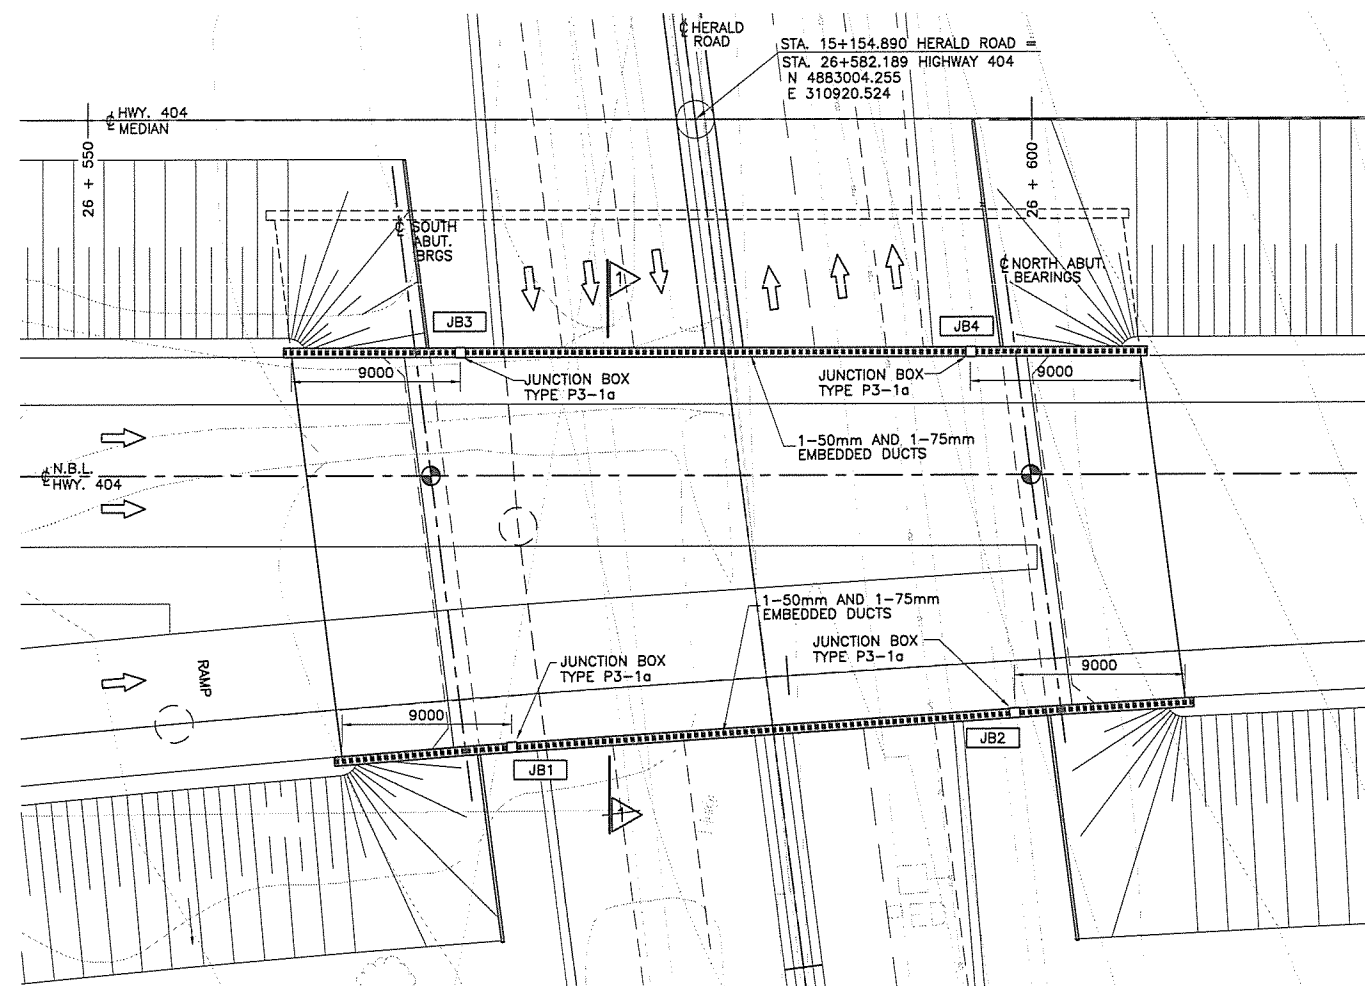 ℄ HERALD
ROAD
STA. 15+154.890 HERALD ROAD =
STA. 26+582.189 HIGHWAY 404
N 4883004.255
E 310920.524
℄ HWY. 404
MEDIAN
26 + 550
26 + 600
℄ SOUTH
ABUT.
BRGS
1
℄ NORTH ABUT.
BEARINGS
JB3
JB4
9000
JUNCTION BOX
TYPE P3-1a
JUNCTION BOX
TYPE P3-1a
9000
1-50mm AND 1-75mm
EMBEDDED DUCTS
℄ N.B.L.
HWY. 404
1-50mm AND 1-75mm
EMBEDDED DUCTS
JUNCTION BOX
TYPE P3-1a
JUNCTION BOX
TYPE P3-1a
9000
RAMP
9000
JB2
JB1
1